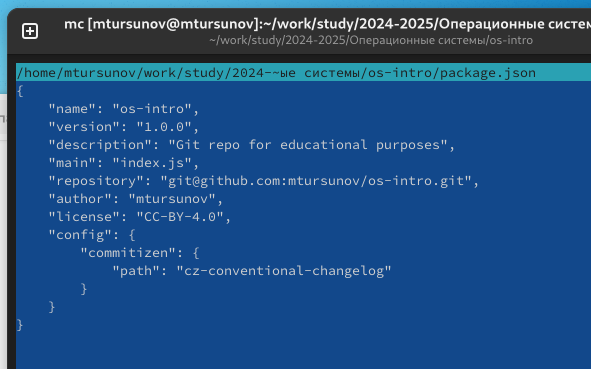 mc [mtursunov@mtursunov]:~/work/study/2024-2025/Операционные систем
~/work/study/2024-2025/Операционные системы/os-intro
/home/mtursunov/work/study/2024-~ые системы/os-intro/package.json
{
    "name": "os-intro",
    "version": "1.0.0",
    "description": "Git repo for educational purposes",
    "main": "index.js",
    "repository": "git@github.com:mtursunov/os-intro.git",
    "author": "mtursunov",
    "license": "CC-BY-4.0",
    "config": {
        "commitizen": {
            "path": "cz-conventional-changelog"
        }
    }
}